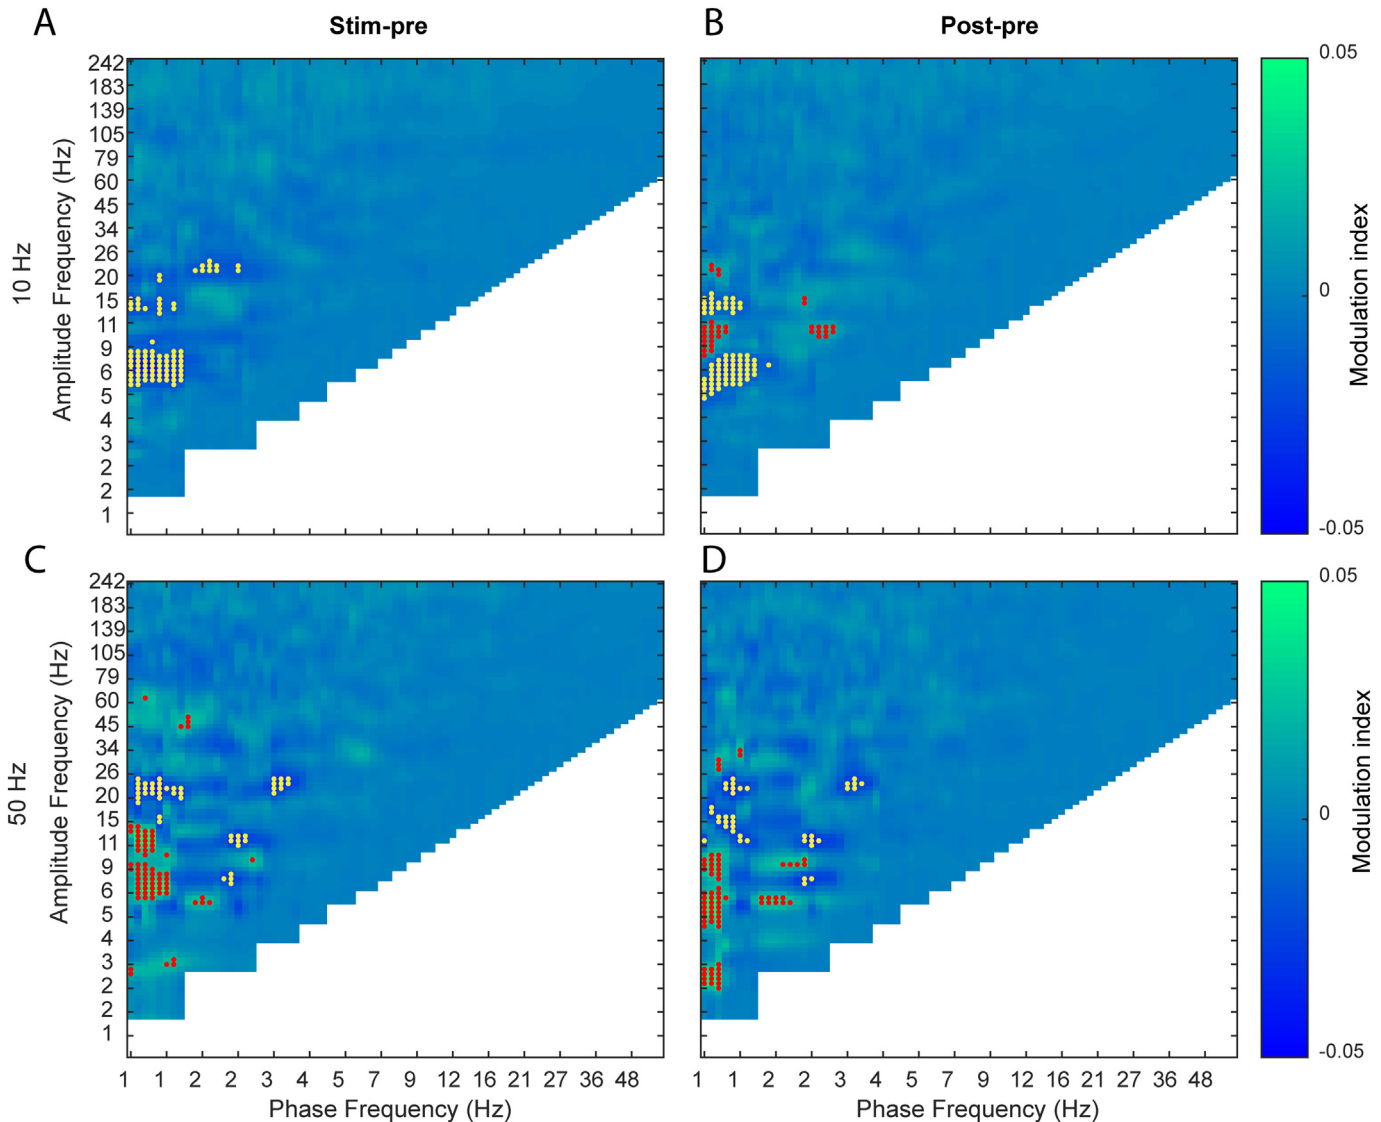 A
Stim-pre
B
Post-pre
242
183
139
105
79
60
45
34
26
20
15
11
9
6
5
4
3
2
2
1
Amplitude Frequency (Hz)
10 Hz
0.05
0
-0.05
Modulation index
C
D
242
183
139
105
79
60
45
34
26
20
15
11
9
6
5
4
3
2
2
1
Amplitude Frequency (Hz)
50 Hz
0.05
0
-0.05
Modulation index
1 1 2 2 3 5 7 9 12 16 21 27 36 48
Phase Frequency (Hz)
1 1 2 2 3 4 7 9 12 16 21 27 36 48
Phase Frequency (Hz)